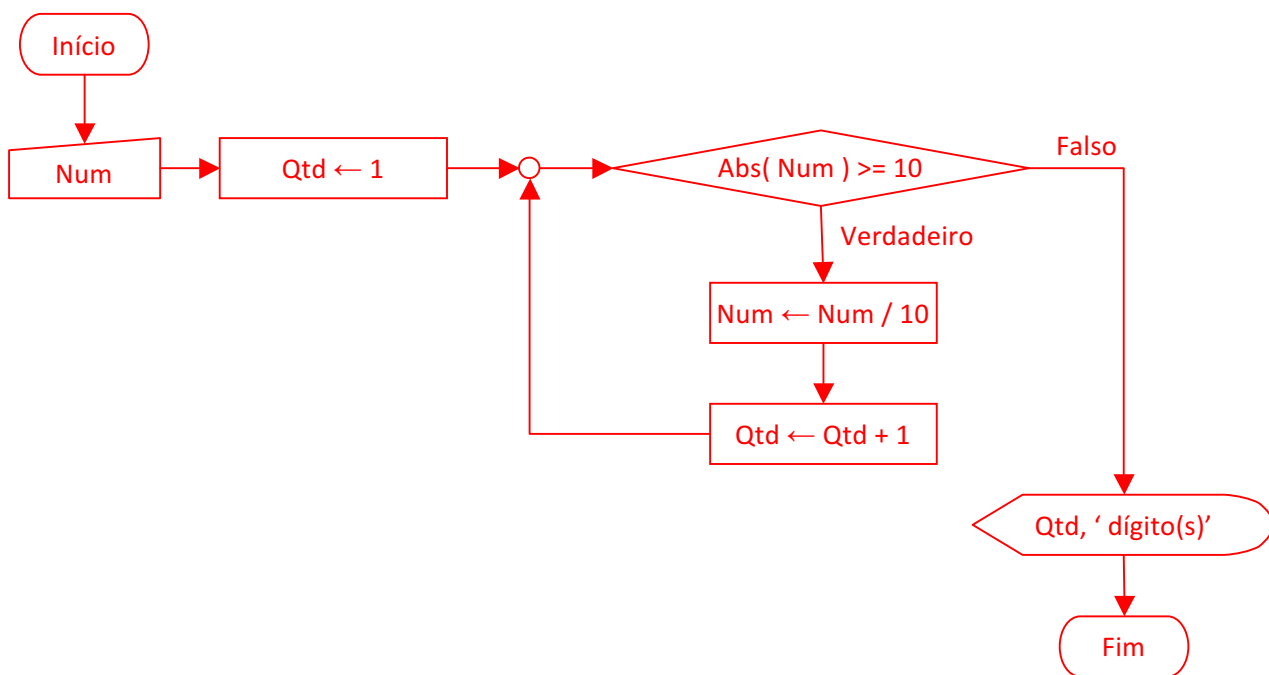 Início
Num
Qtd ← 1
Abs( Num ) >= 10
Falso
Verdadeiro
Num ← Num / 10
Qtd ← Qtd + 1
Qtd, ‘ dígito(s)’
Fim